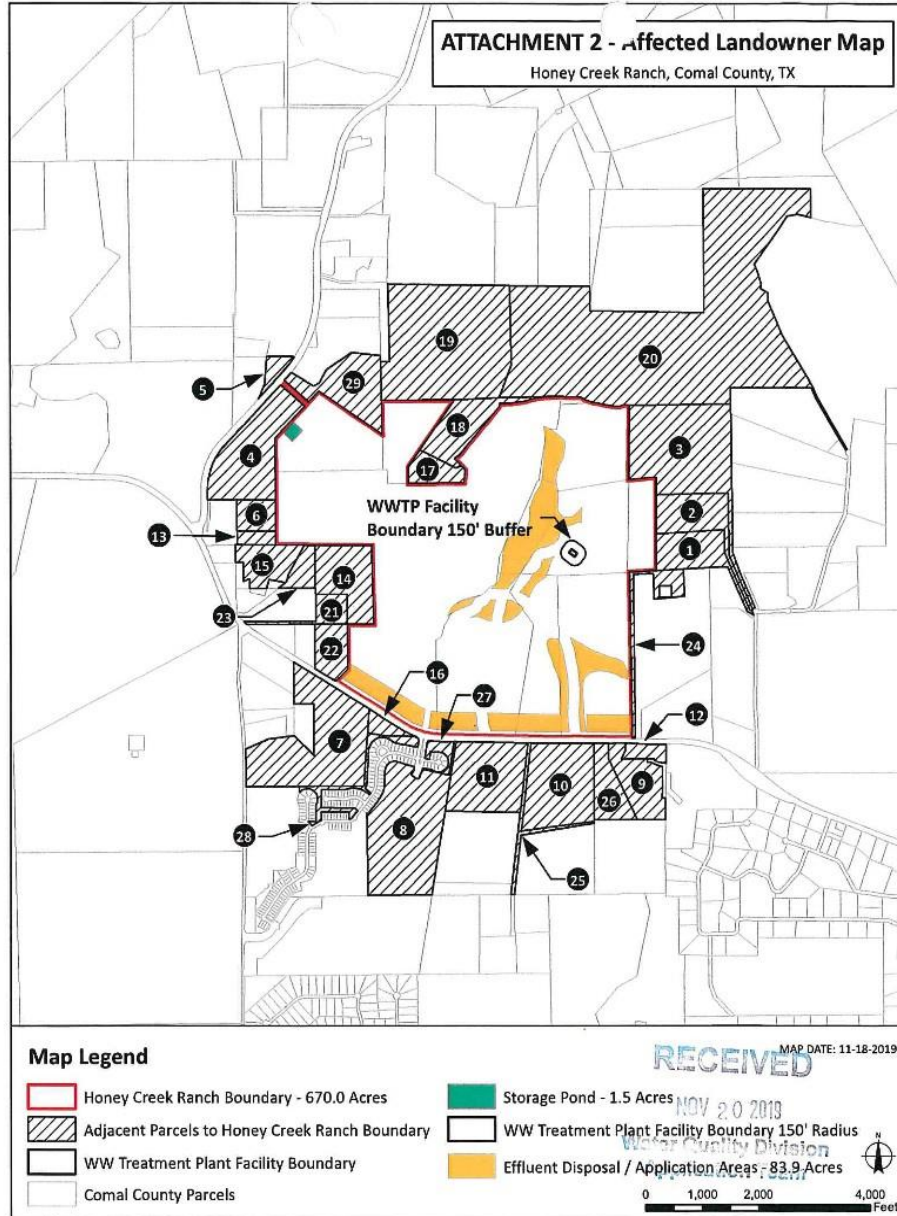 ATTACHMENT 2 - Affected Landowner Map
Honey Creek Ranch, Comal County, TX
20
19
5
29
18
3
4
17
WWTP Facility
Boundary 150' Buffer
2
6
13
1
15
14
23
21
24
22
16
27
12
7
11
10
9
26
8
28
25
Map Legend
MAP DATE: 11-18-2019
RECEIVED
NOV 20 2019
Water Quality Division
Application Team
Honey Creek Ranch Boundary - 670.0 Acres
Adjacent Parcels to Honey Creek Ranch Boundary
WW Treatment Plant Facility Boundary
Comal County Parcels
Storage Pond - 1.5 Acres
WW Treatment Plant Facility Boundary 150' Radius
Effluent Disposal / Application Areas - 83.9 Acres
N
0 1,000 2,000 4,000
Feet